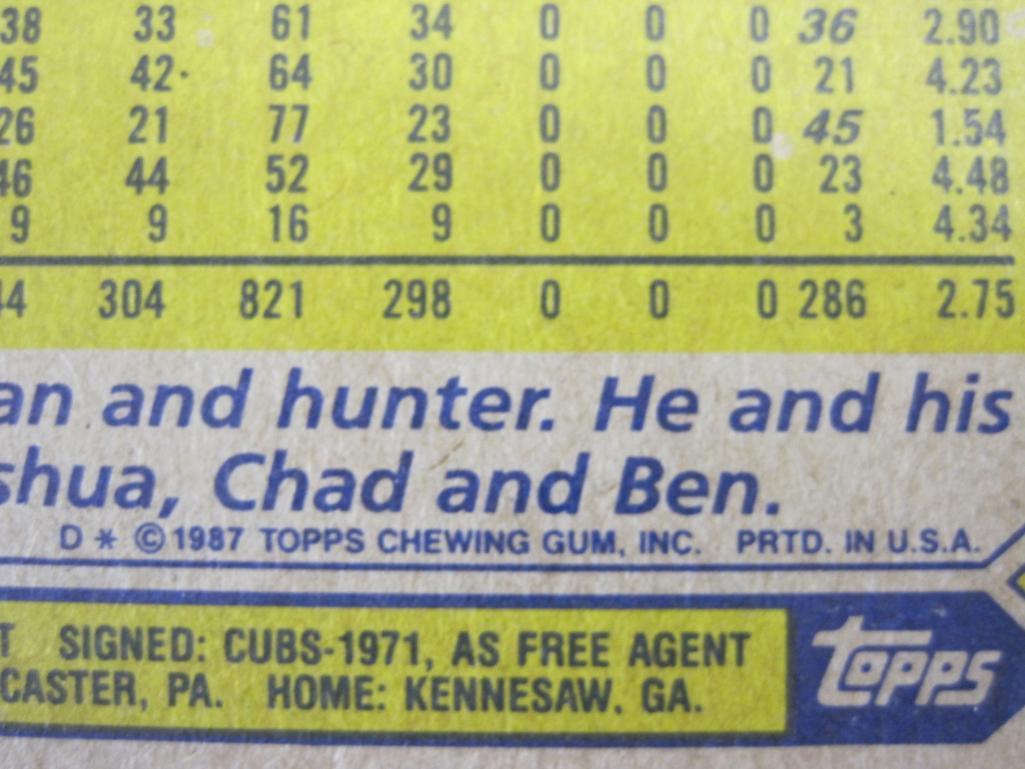 38 33 61 34 0 0 0 36 2.90
45 42 64 30 0 0 0 21 4.23
26 21 77 23 0 0 0 45 1.54
46 44 52 29 0 0 0 23 4.48
9 9 16 9 0 0 0 3 4.34
44 304 821 298 0 0 0 286 2.75
an and hunter. He and his
shua, Chad and Ben.
D * © 1987 TOPPS CHEWING GUM, INC. PRTD. IN U.S.A.
T SIGNED: CUBS-1971, AS FREE AGENT
CASTER, PA. HOME: KENNESAW, GA.
topps